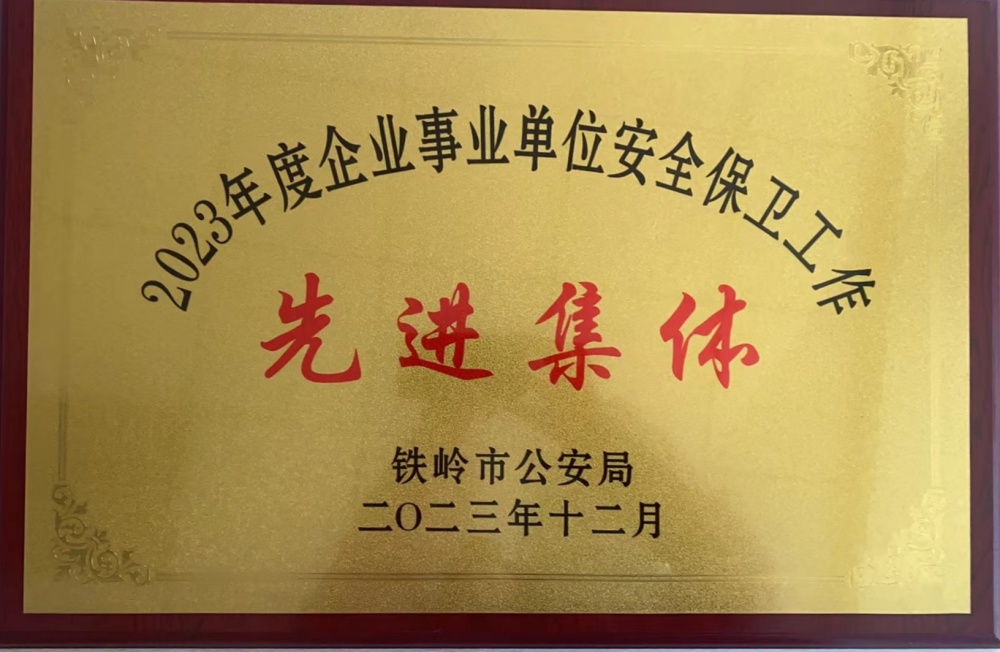 2023年度企业事业单位安全保卫工作
先进集体
铁岭市公安局
二〇二三年十二月